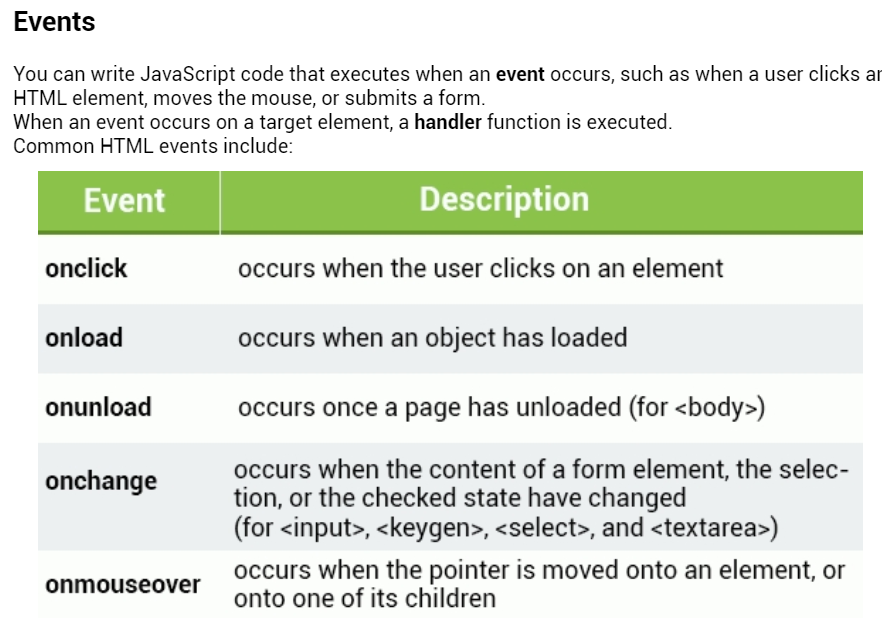 Events
You can write JavaScript code that executes when an event occurs, such as when a user clicks
HTML element, moves the mouse, or submits a form.
When an event occurs on a target element, a handler function is executed.
Common HTML events include:
Event Description
onclick occurs when the user clicks on an element
onload occurs when an object has loaded
onunload occurs once a page has unloaded (for <body>)
occurs when the content of a form element, the selec-
onchange tion, or the checked state have changed
(for <input>, <keygen>, <select>, and <textarea>)
onmouseover occurs when the pointer is moved onto an element, or
onto one of its children